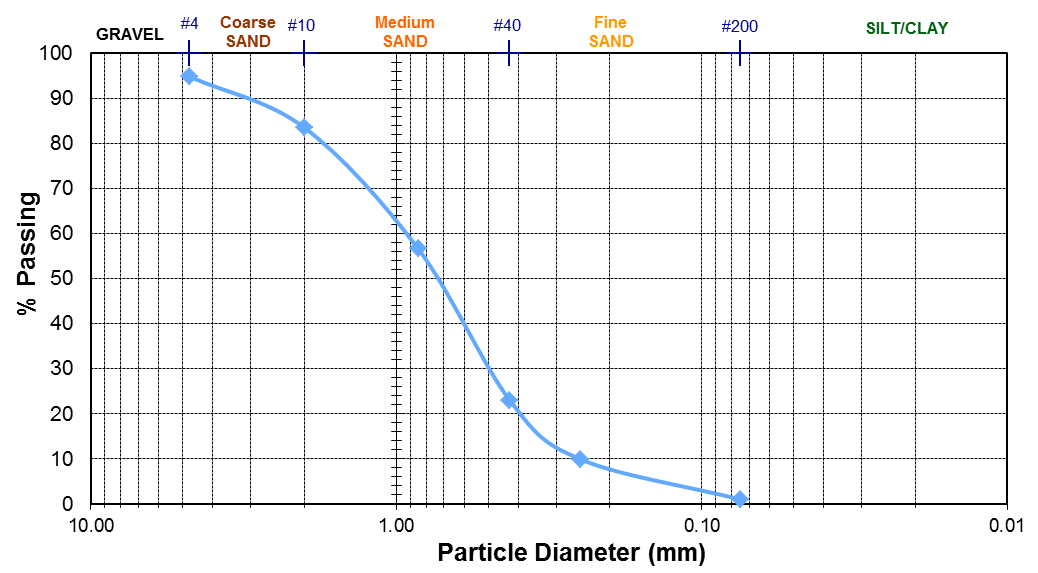 GRAVEL
#4
Coarse
SAND
#10
Medium
SAND
#40
Fine
SAND
#200
SILT/CLAY
100
90
80
70
60
50
40
30
20
10
0
% Passing
10.00
1.00
0.10
0.01
Particle Diameter (mm)